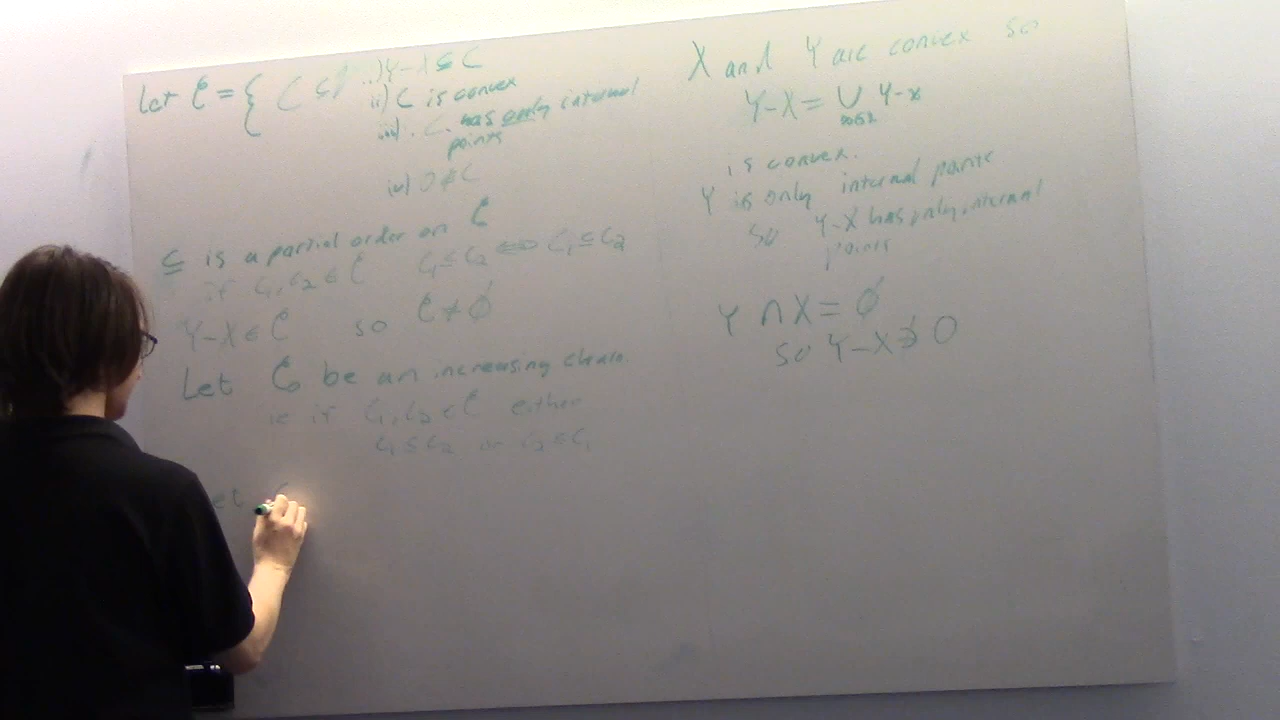 Let C = { C ⊆ i) Y-X ⊆ C
ii) C is convex
iii) C has only internal
points
iv) 0 ∉ C
⊆ is a partial order on C
if C₁, C₂ ∈ C C₁ ≤ C₂ ⟺ C₁ ⊆ C₂
Y-X ∈ C so C ≠ ∅
Let C₀ be an increasing chain.
ie if C₁, C₂ ∈ C either
C₁ ≤ C₂ or C₂ ≤ C₁
et C
X and Y are convex so
Y-X = ∪ Y-x
x∈X
is convex.
Y is only internal points
so Y-X has only internal
points
Y ∩ X = ∅
so Y-X ∌ 0